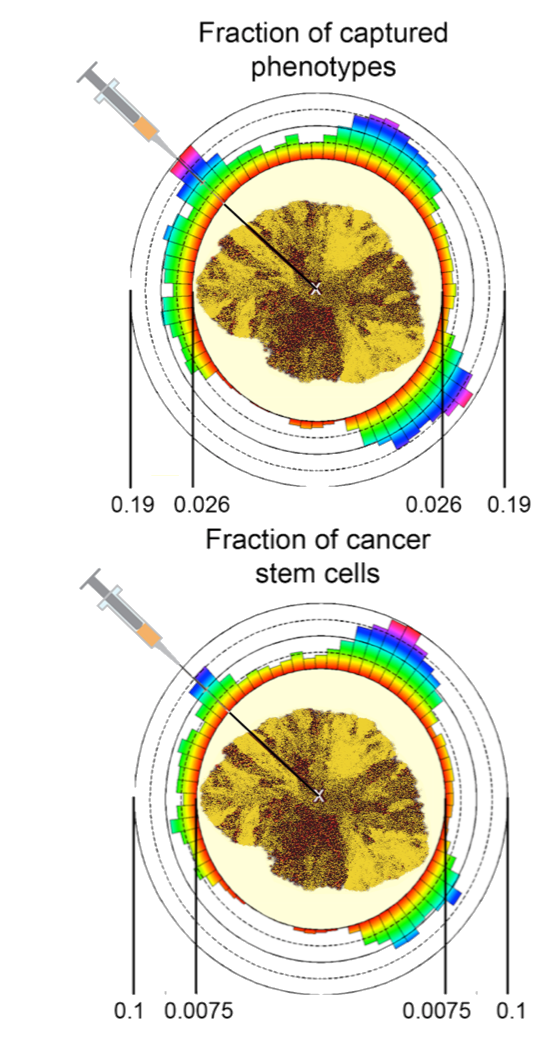 Fraction of captured
phenotypes
X
0.19 0.026 0.026 0.19
Fraction of cancer
stem cells
X
0.1 0.0075 0.0075 0.1